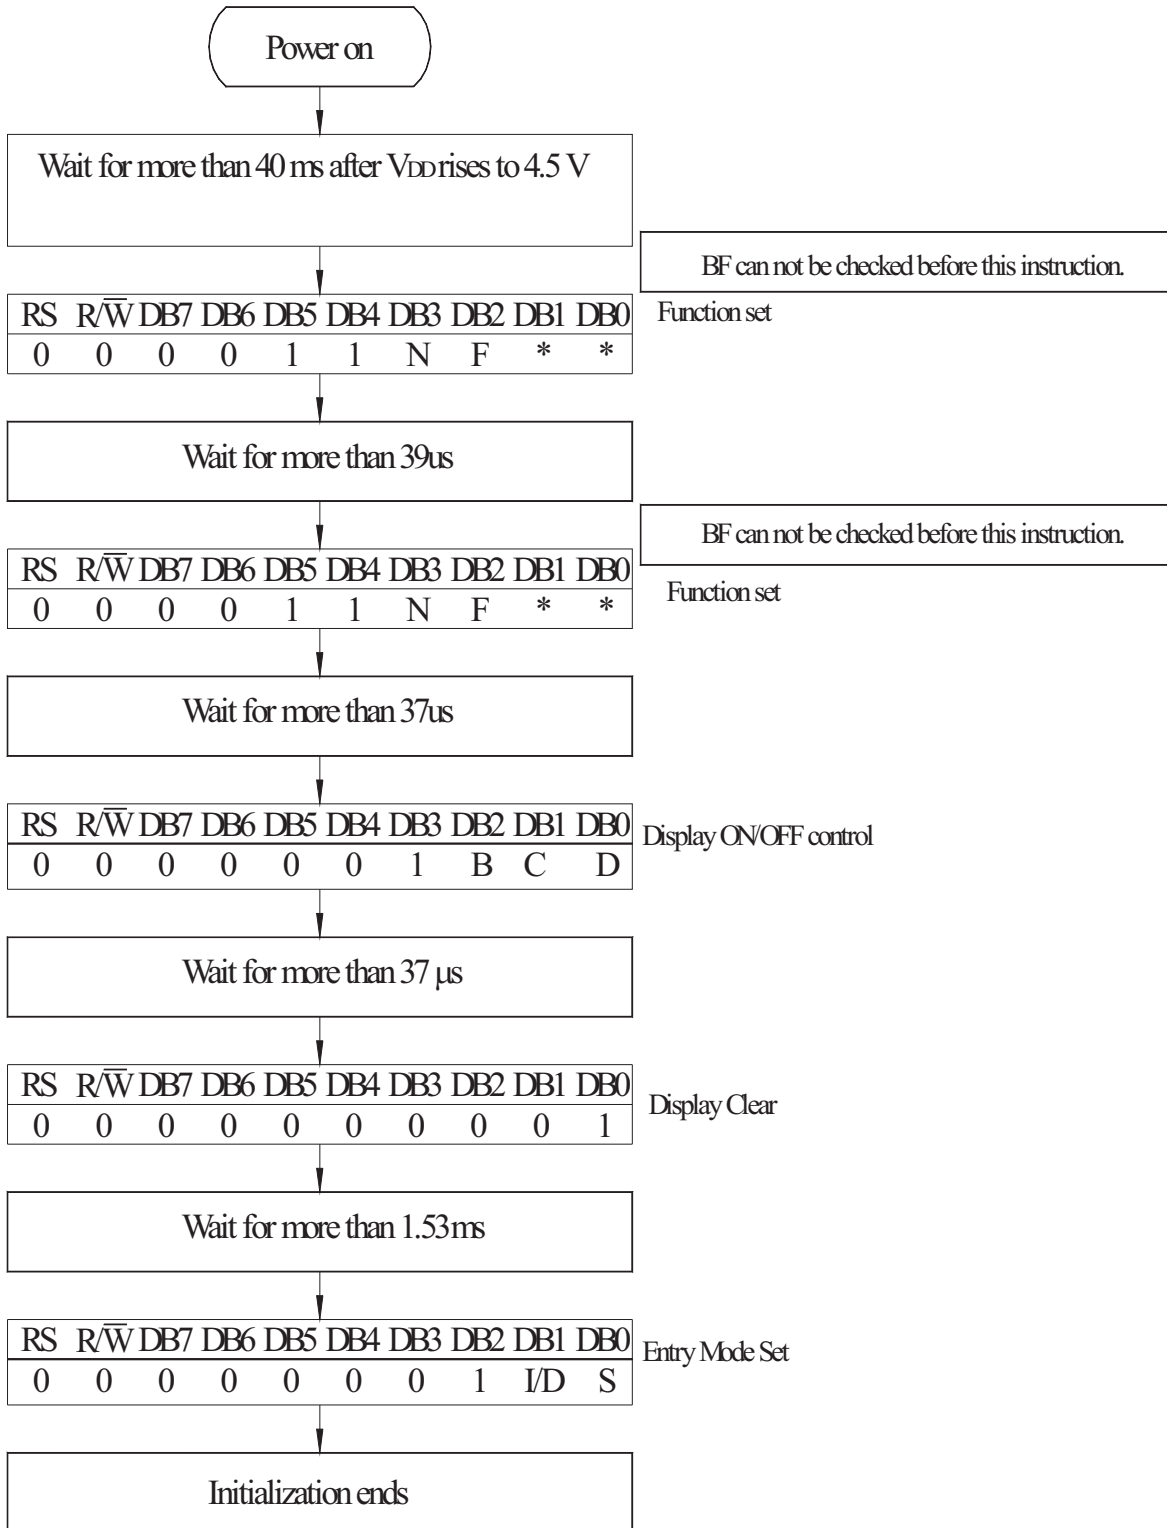 Power on
Wait for more than 40 ms after VDD rises to 4.5 V
BF can not be checked before this instruction.
RS R/W̅ DB7 DB6 DB5 DB4 DB3 DB2 DB1 DB0
Function set
0 0 0 0 1 1 N F * *
Wait for more than 39us
BF can not be checked before this instruction.
RS R/W̅ DB7 DB6 DB5 DB4 DB3 DB2 DB1 DB0
Function set
0 0 0 0 1 1 N F * *
Wait for more than 37us
RS R/W̅ DB7 DB6 DB5 DB4 DB3 DB2 DB1 DB0
Display ON/OFF control
0 0 0 0 0 0 1 B C D
Wait for more than 37 µs
RS R/W̅ DB7 DB6 DB5 DB4 DB3 DB2 DB1 DB0
Display Clear
0 0 0 0 0 0 0 0 0 1
Wait for more than 1.53ms
RS R/W̅ DB7 DB6 DB5 DB4 DB3 DB2 DB1 DB0
Entry Mode Set
0 0 0 0 0 0 0 1 I/D S
Initialization ends